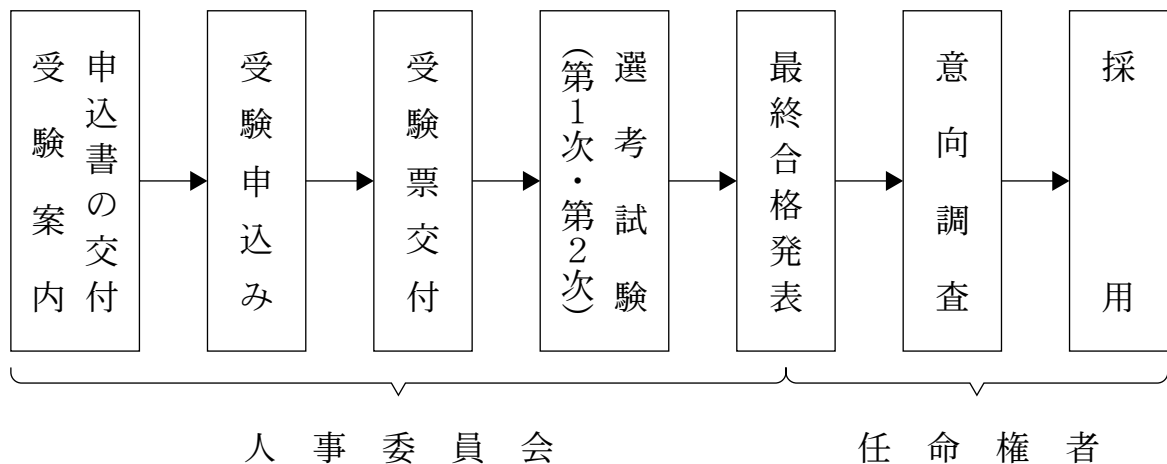 受験案内
申込書の交付
受験申込み
受験票交付
選考試験
(第1次・第2次)
最終合格発表
意向調査
採用
人事委員会
任命権者